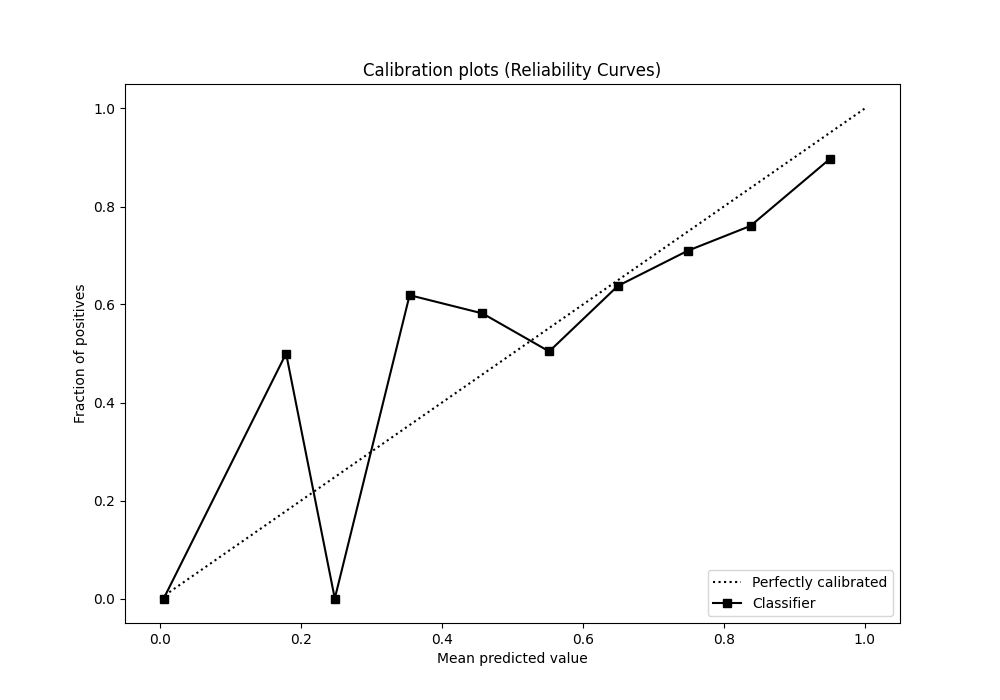 Calibration plots (Reliability Curves)
1.0
0.8
0.6
0.4
0.2
0.0
Fraction of positives
Perfectly calibrated
Classifier
0.0 0.2 0.4 0.6 0.8 1.0
Mean predicted value